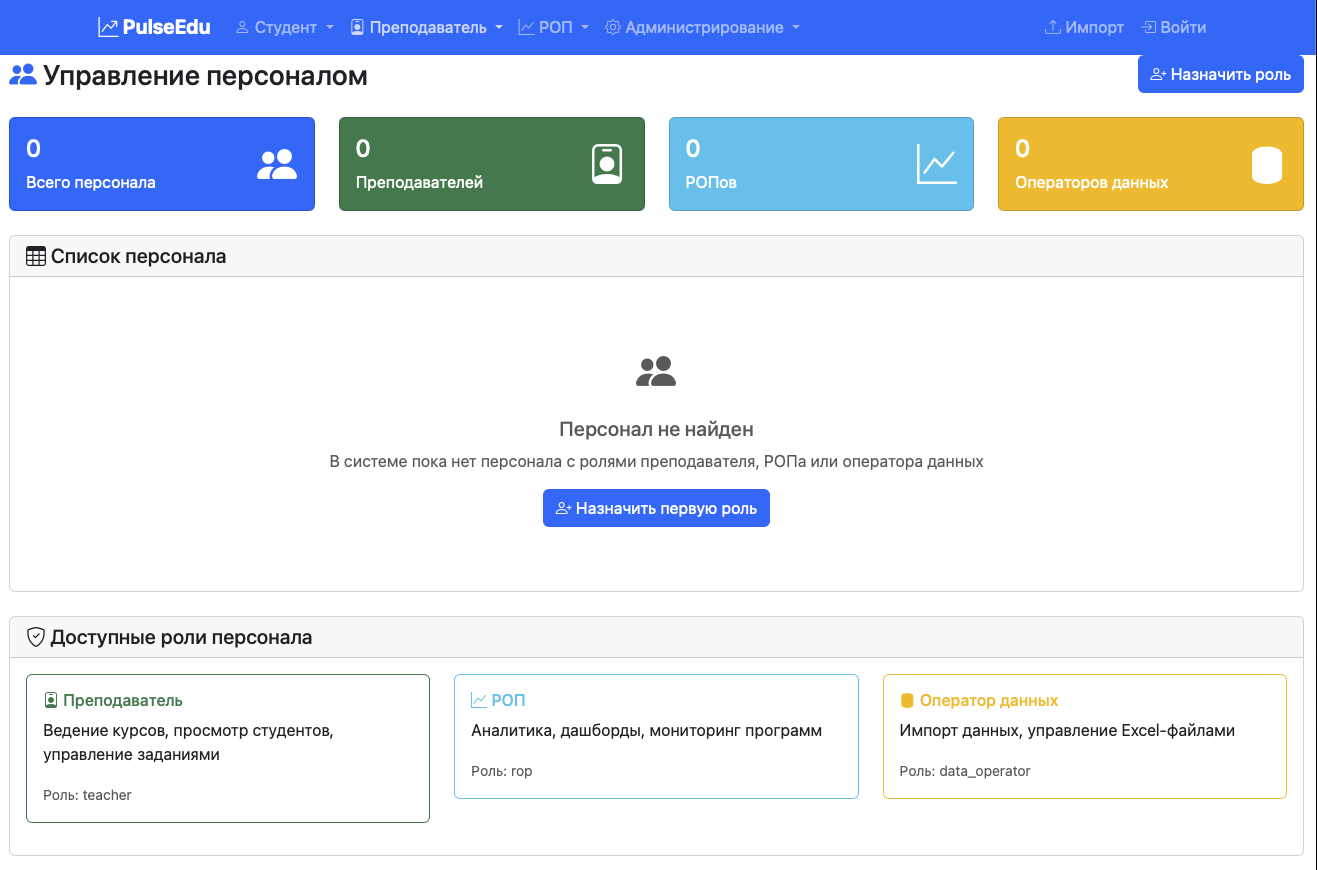 PulseEdu Студент Преподаватель РОП Администрирование Импорт Войти
Управление персоналом
Назначить роль
0
Всего персонала
0
Преподавателей
0
РОПов
0
Операторов данных
Список персонала
Персонал не найден
В системе пока нет персонала с ролями преподавателя, РОПа или оператора данных
Назначить первую роль
Доступные роли персонала
Преподаватель
Ведение курсов, просмотр студентов,
управление заданиями
Роль: teacher
РОП
Аналитика, дашборды, мониторинг программ
Роль: rop
Оператор данных
Импорт данных, управление Excel-файлами
Роль: data_operator